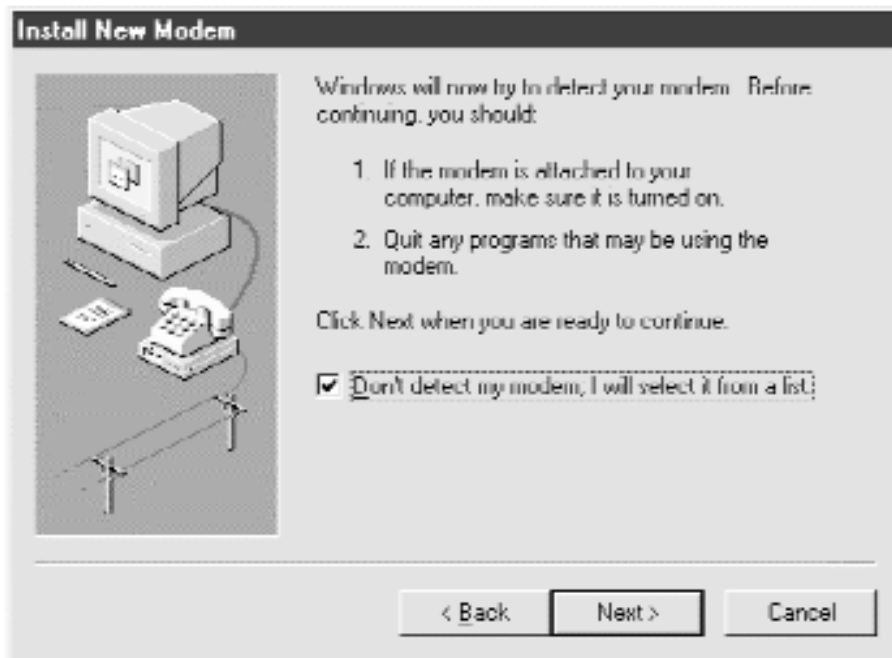 Install New Modem
Windows will now try to detect your modem. Before
continuing, you should:
1. If the modem is attached to your
computer, make sure it is turned on.
2. Quit any programs that may be using the
modem.
Click Next when you are ready to continue.
Don't detect my modem; I will select it from a list.
< Back
Next >
Cancel